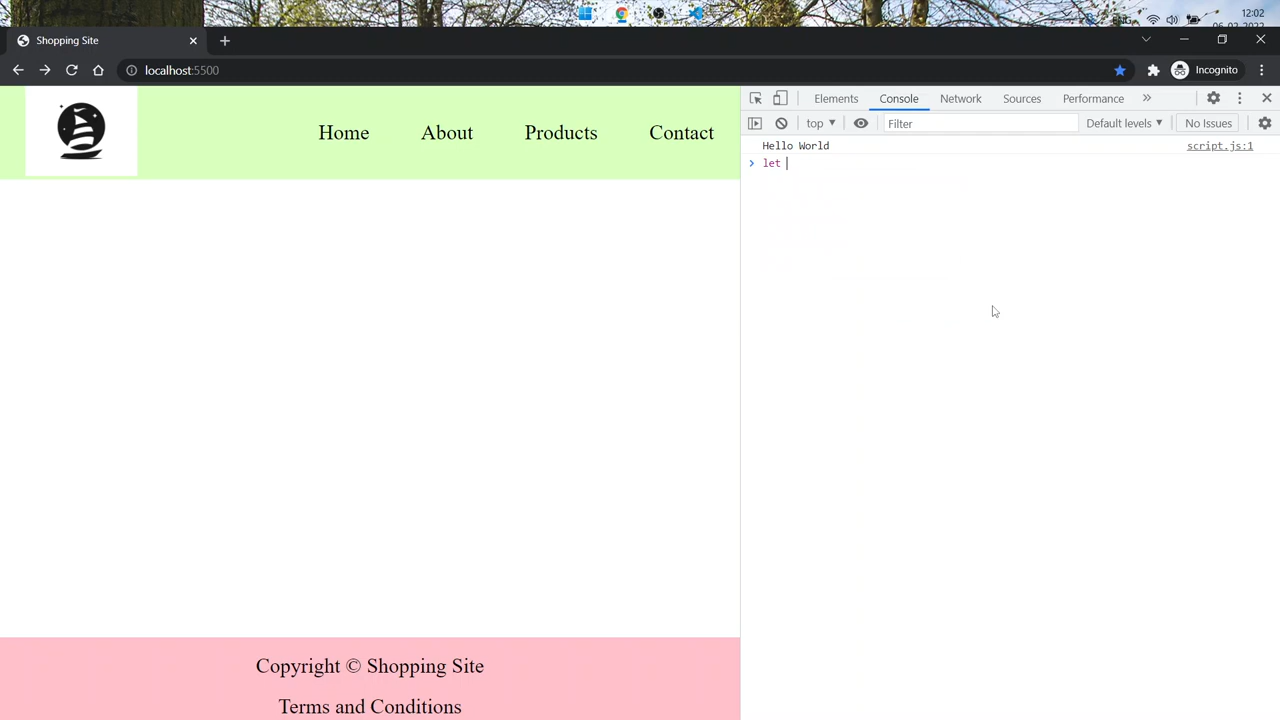 ENG
12:02
Shopping Site
localhost:5500
Incognito
Home About Products Contact
Elements Console Network Sources Performance
top Filter Default levels No Issues
Hello World script.js:1
let
Copyright © Shopping Site
Terms and Conditions